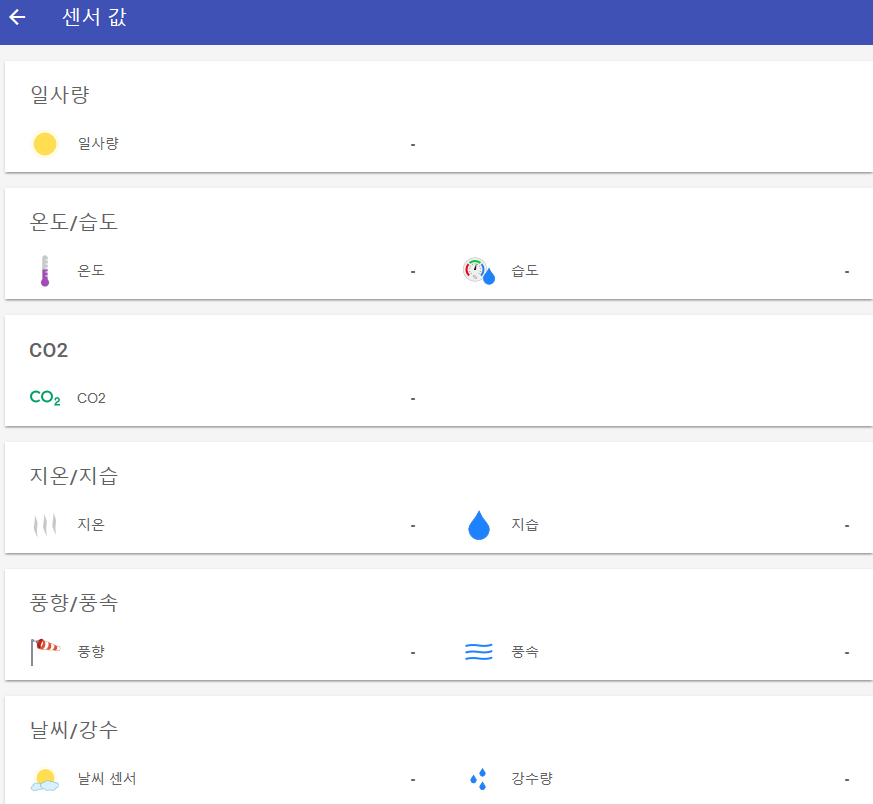 센서 값
일사량
일사량 -
온도/습도
온도 - 습도 -
CO2
CO₂ CO2 -
지온/지습
지온 - 지습 -
풍향/풍속
풍향 - 풍속 -
날씨/강수
날씨 센서 - 강수량 -